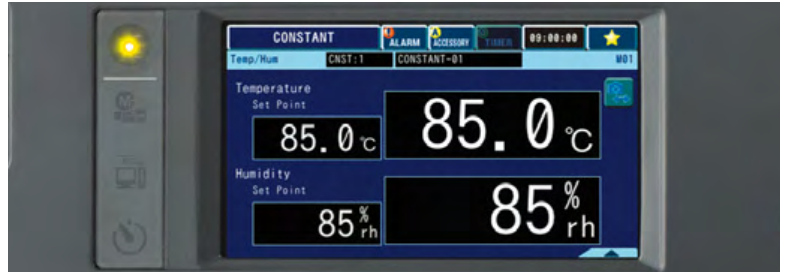 CONSTANT ALARM ACCESSORY TIMER 09:00:00
Temp/Hum CNST:1 CONSTANT-01 M01
Temperature
Set Point
85.0 ℃ 85.0 ℃
Humidity
Set Point
85 % rh 85 % rh